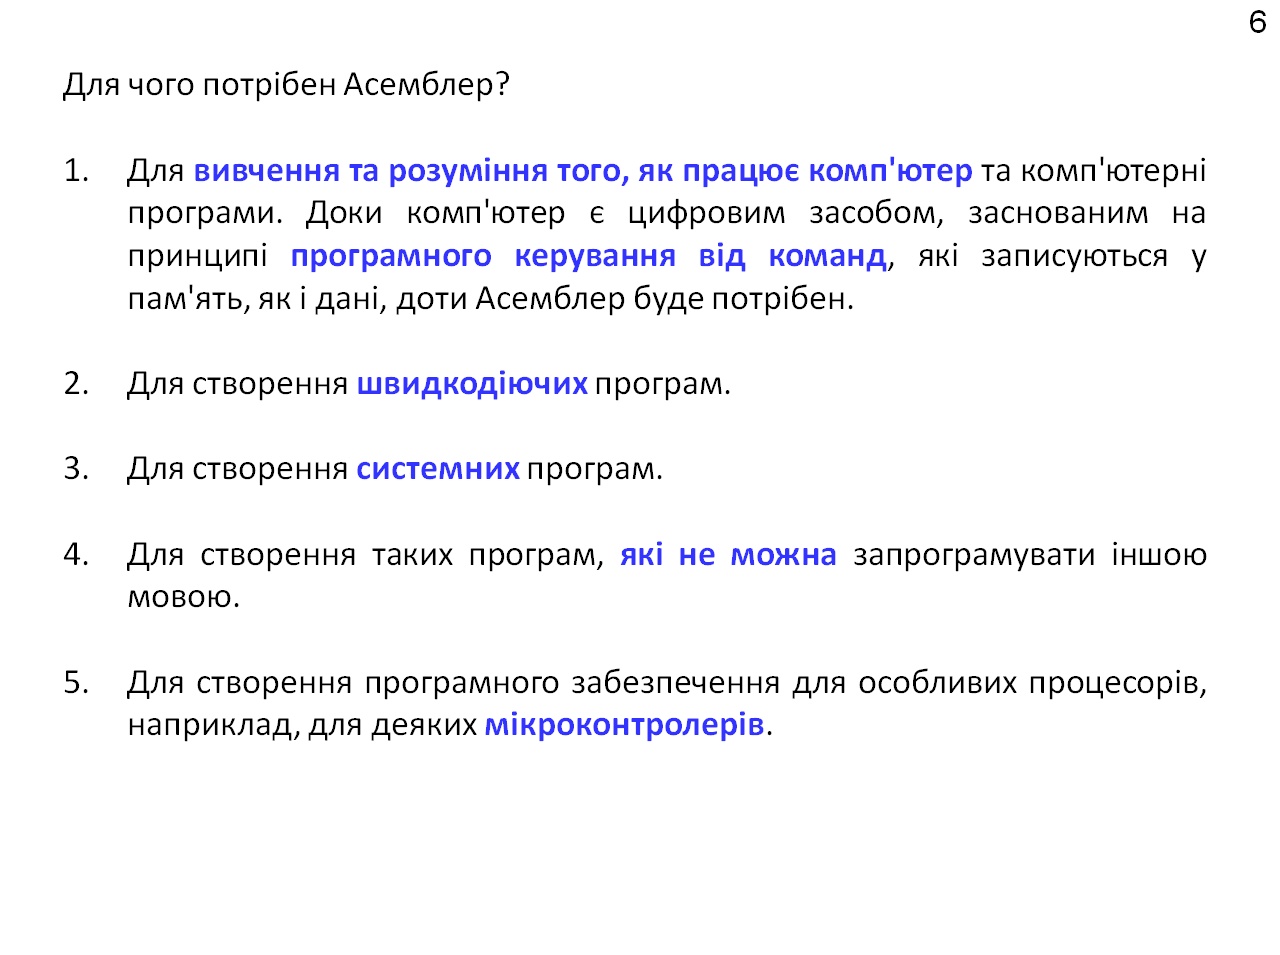 6
Для чого потрібен Асемблер?
1. Для вивчення та розуміння того, як працює комп'ютер та комп'ютерні
програми. Доки комп'ютер є цифровим засобом, заснованим на
принципі програмного керування від команд, які записуються у
пам'ять, як і дані, доти Асемблер буде потрібен.
2. Для створення швидкодіючих програм.
3. Для створення системних програм.
4. Для створення таких програм, які не можна запрограмувати іншою
мовою.
5. Для створення програмного забезпечення для особливих процесорів,
наприклад, для деяких мікроконтролерів.